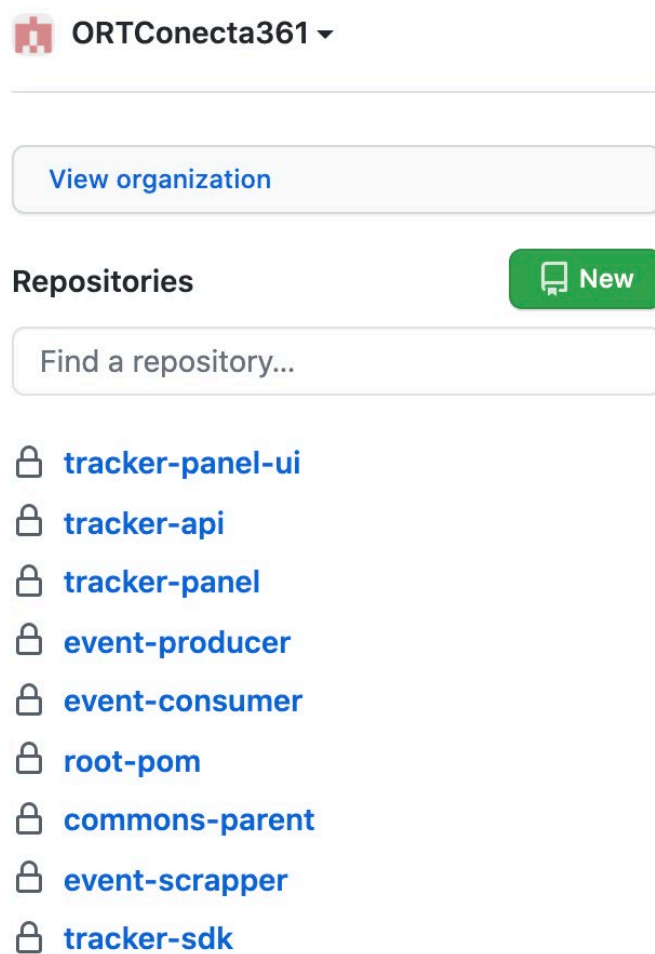 ORTConecta361
View organization
Repositories
New
Find a repository...
tracker-panel-ui
tracker-api
tracker-panel
event-producer
event-consumer
root-pom
commons-parent
event-scrapper
tracker-sdk